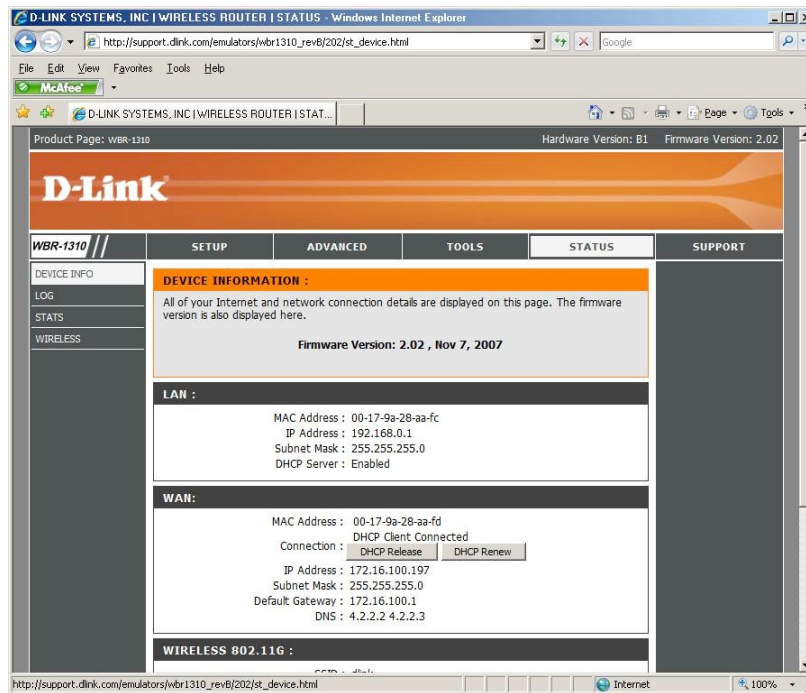 D-LINK SYSTEMS, INC | WIRELESS ROUTER | STATUS - Windows Internet Explorer
http://support.dlink.com/emulators/wbr1310_revB/202/st_device.html
Google
File Edit View Favorites Tools Help
McAfee
D-LINK SYSTEMS, INC | WIRELESS ROUTER | STAT...
Page Tools
Product Page: WBR-1310 Hardware Version: B1 Firmware Version: 2.02
D-Link
WBR-1310 SETUP ADVANCED TOOLS STATUS SUPPORT
DEVICE INFO
LOG
STATS
WIRELESS
DEVICE INFORMATION :
All of your Internet and network connection details are displayed on this page. The firmware
version is also displayed here.
Firmware Version: 2.02 , Nov 7, 2007
LAN :
MAC Address : 00-17-9a-28-aa-fc
IP Address : 192.168.0.1
Subnet Mask : 255.255.255.0
DHCP Server : Enabled
WAN:
MAC Address : 00-17-9a-28-aa-fd
DHCP Client Connected
Connection : DHCP Release DHCP Renew
IP Address : 172.16.100.197
Subnet Mask : 255.255.255.0
Default Gateway : 172.16.100.1
DNS : 4.2.2.2 4.2.2.3
WIRELESS 802.11G :
SSID : dlink
http://support.dlink.com/emulators/wbr1310_revB/202/st_device.html Internet 100%